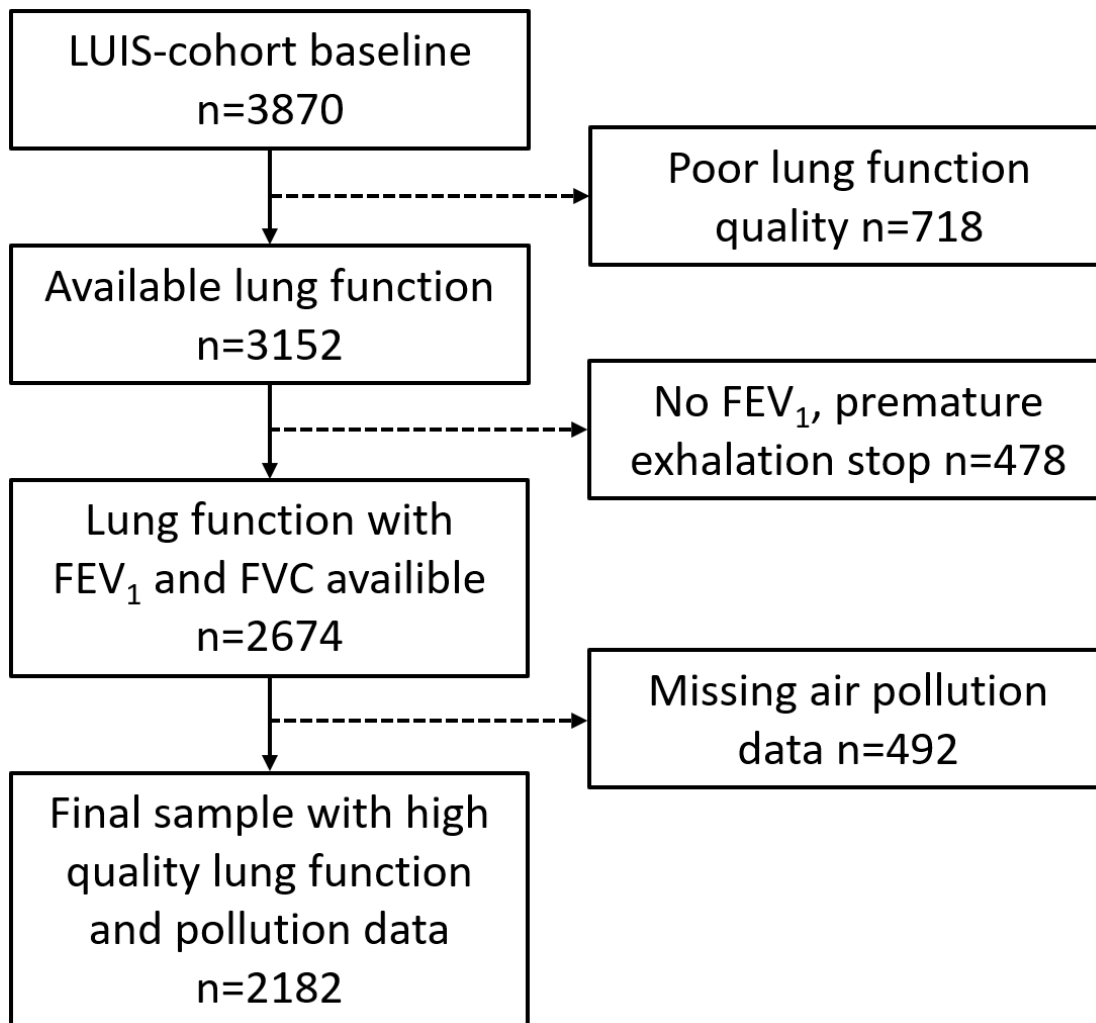 LUIS-cohort baseline
n=3870
Poor lung function
quality n=718
Available lung function
n=3152
No FEV₁, premature
exhalation stop n=478
Lung function with
FEV₁ and FVC availible
n=2674
Missing air pollution
data n=492
Final sample with high
quality lung function
and pollution data
n=2182